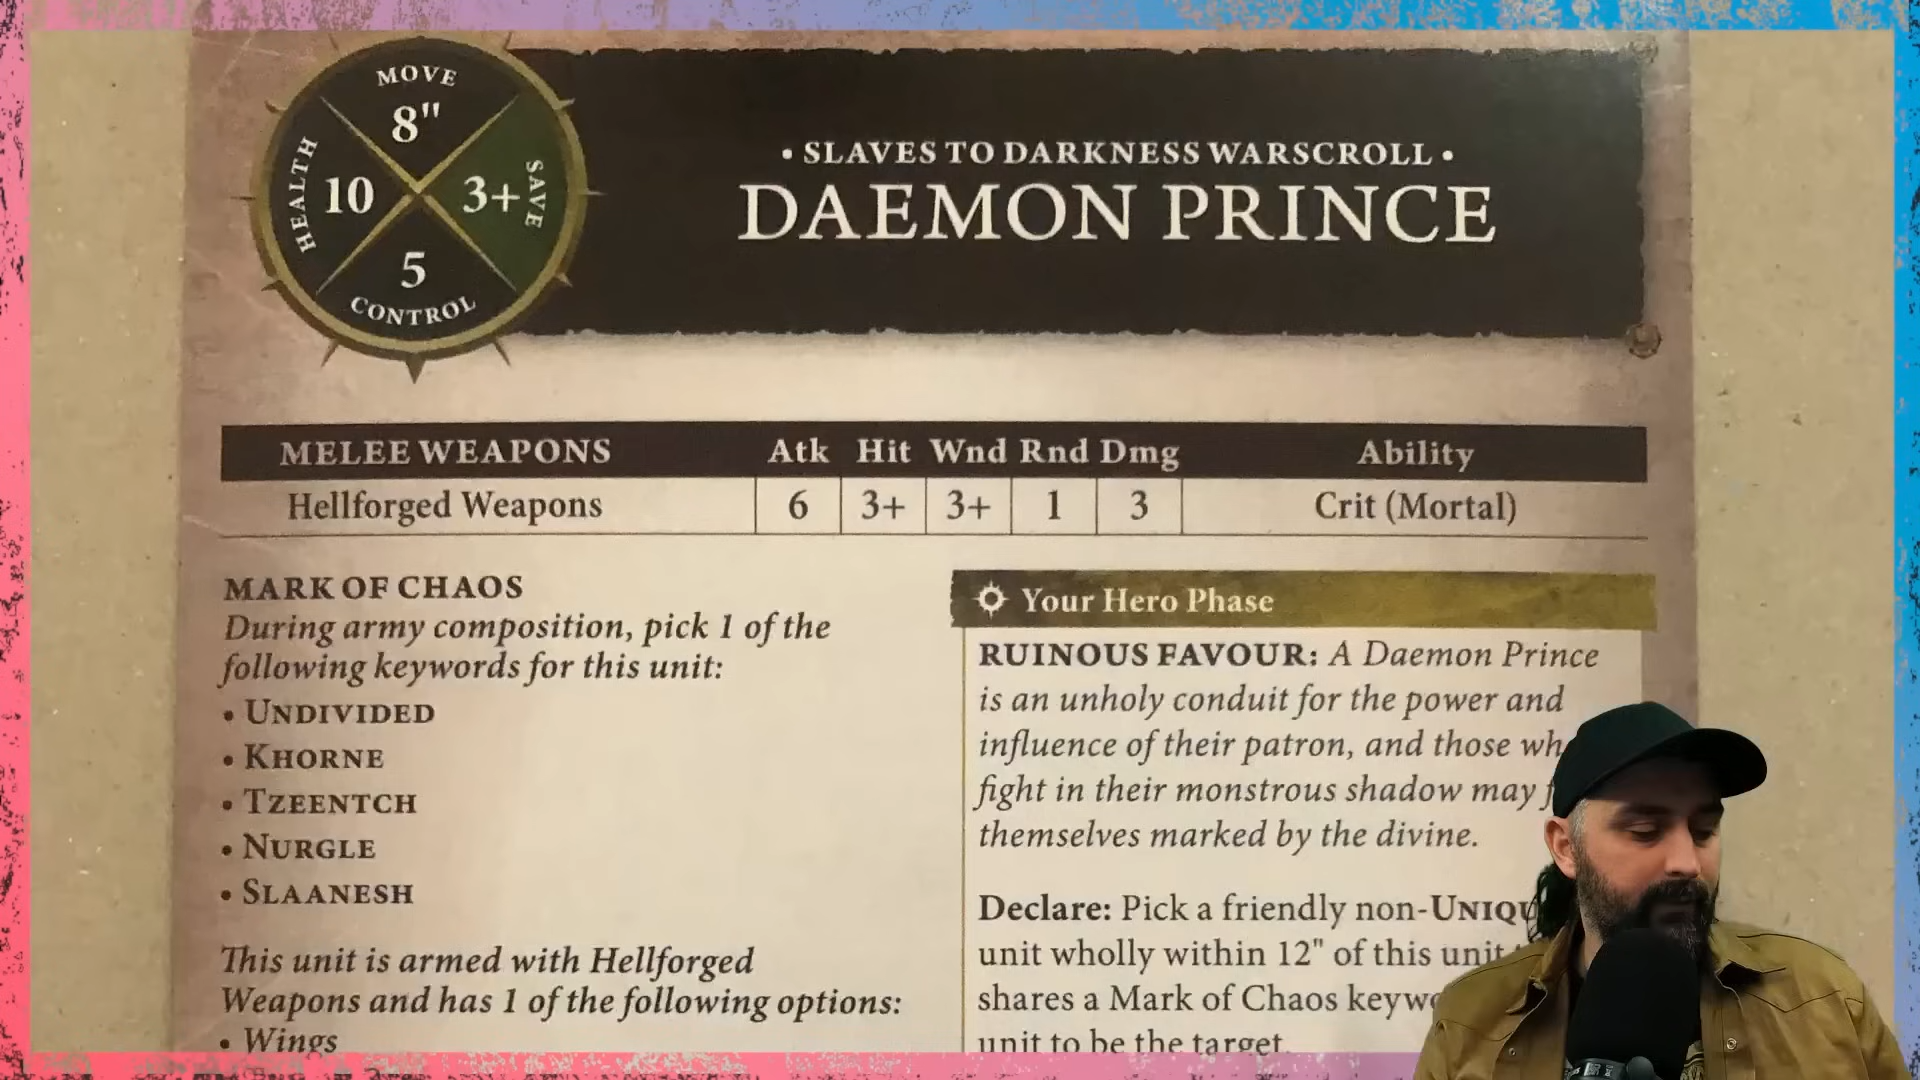 MOVE
8"
HEALTH
10
3+
SAVE
5
CONTROL
• SLAVES TO DARKNESS WARSCROLL •
DAEMON PRINCE
MELEE WEAPONS Atk Hit Wnd Rnd Dmg Ability
Hellforged Weapons 6 3+ 3+ 1 3 Crit (Mortal)
MARK OF CHAOS
During army composition, pick 1 of the
following keywords for this unit:
• UNDIVIDED
• KHORNE
• TZEENTCH
• NURGLE
• SLAANESH
This unit is armed with Hellforged
Weapons and has 1 of the following options:
• Wings
Your Hero Phase
RUINOUS FAVOUR: A Daemon Prince
is an unholy conduit for the power and
influence of their patron, and those
fight in their monstrous shadow may
themselves marked by the divine.
Declare: Pick a friendly non-
unit wholly within 12" of this unit
shares a Mark of Chaos
unit to be the target.